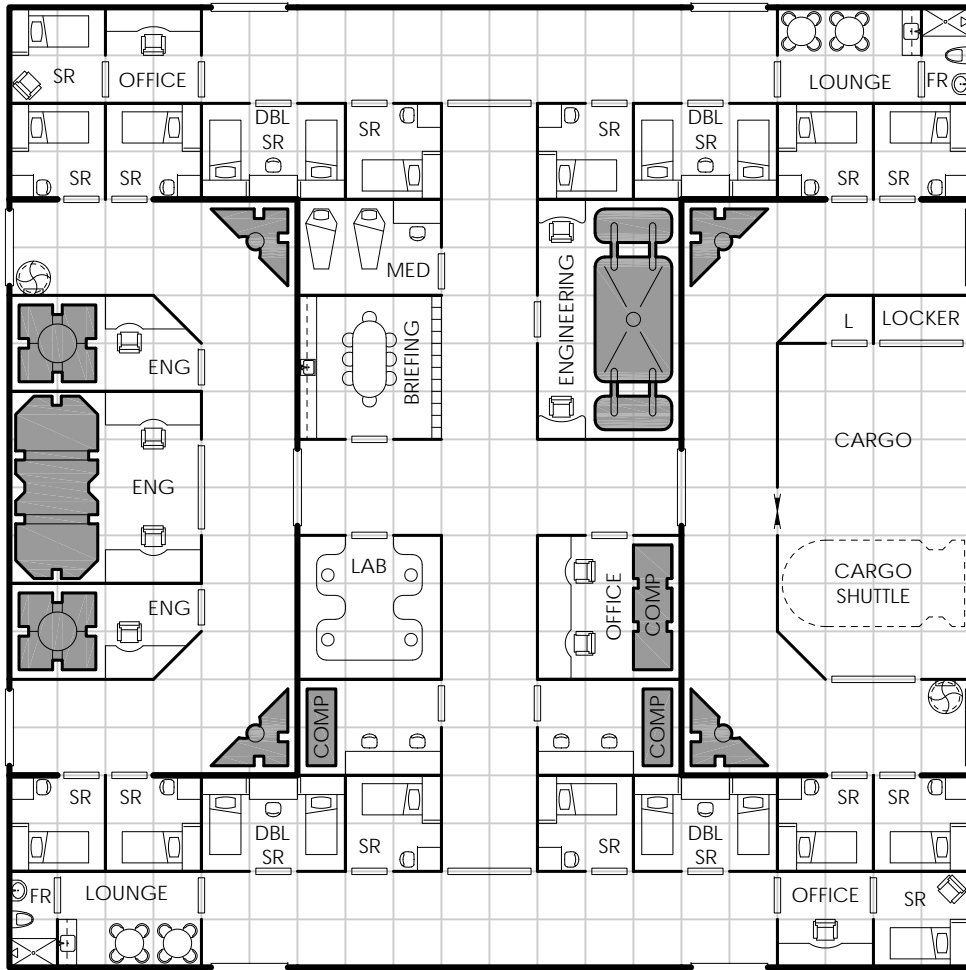 SR
OFFICE
LOUNGE
FR
DBL
SR
SR
SR
DBL
SR
SR
SR
SR
SR
MED
ENGINEERING
BRIEFING
L
LOCKER
ENG
CARGO
ENG
LAB
OFFICE
COMP
CARGO
SHUTTLE
ENG
COMP
COMP
SR
SR
SR
SR
DBL
SR
SR
SR
DBL
SR
FR
LOUNGE
OFFICE
SR